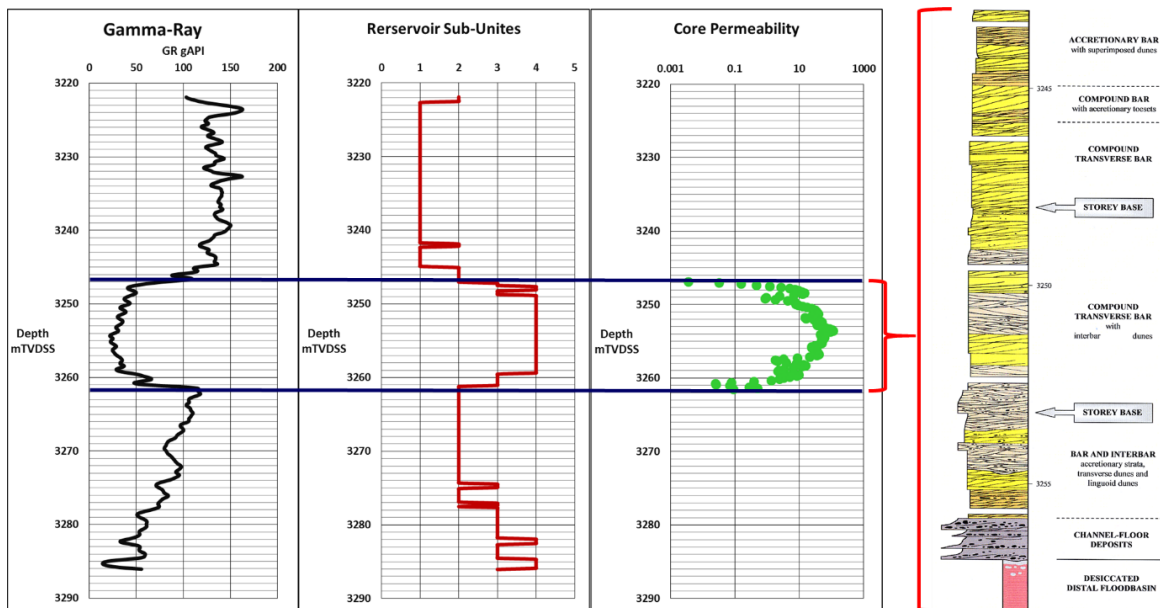 Gamma-Ray
GR gAPI
0 50 100 150 200
3220
3230
3240
3250
Depth
mTVDSS
3260
3270
3280
3290
Rerservoir Sub-Unites
0 1 2 3 4 5
3220
3230
3240
3250
Depth
mTVDSS
3260
3270
3280
3290
Core Permeability
0.001 0.1 10 1000
3220
3230
3240
3250
Depth
mTVDSS
3260
3270
3280
3290
ACCRETIONARY BAR
with superimposed dunes
3245
COMPOUND BAR
with accretionary toesets
COMPOUND
TRANSVERSE BAR
STOREY BASE
3250
COMPOUND
TRANSVERSE BAR
with
interbar dunes
STOREY BASE
BAR AND INTERBAR
accretionary strata,
transverse dunes and
linguoid dunes
3255
CHANNEL-FLOOR
DEPOSITS
DESICCATED
DISTAL FLOODBASIN